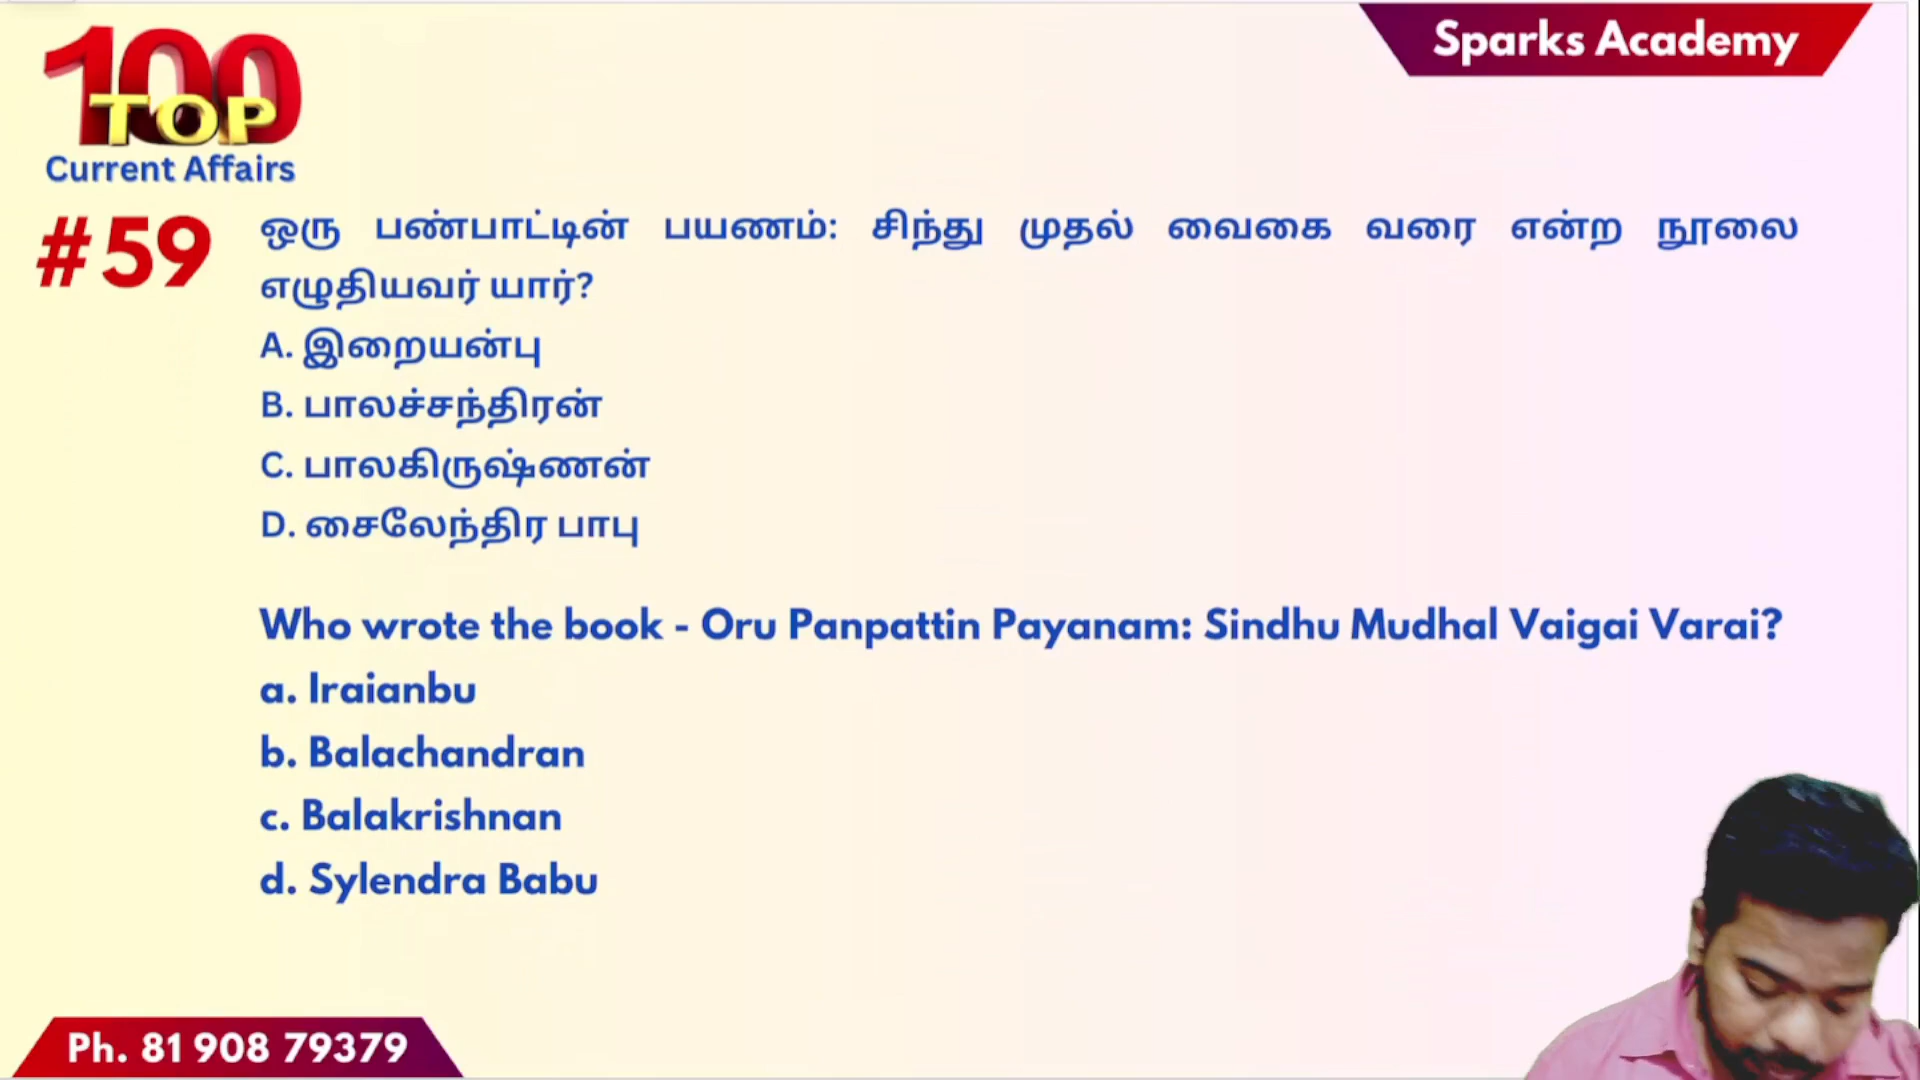 Sparks Academy
100
TOP
Current Affairs
#59
ஒரு பண்பாட்டின் பயணம்: சிந்து முதல் வைகை வரை என்ற நூலை
எழுதியவர் யார்?
A. இறையன்பு
B. பாலச்சந்திரன்
C. பாலகிருஷ்ணன்
D. சைலேந்திர பாபு
Who wrote the book - Oru Panpattin Payanam: Sindhu Mudhal Vaigai Varai?
a. Iraianbu
b. Balachandran
c. Balakrishnan
d. Sylendra Babu
Ph. 81 908 79379